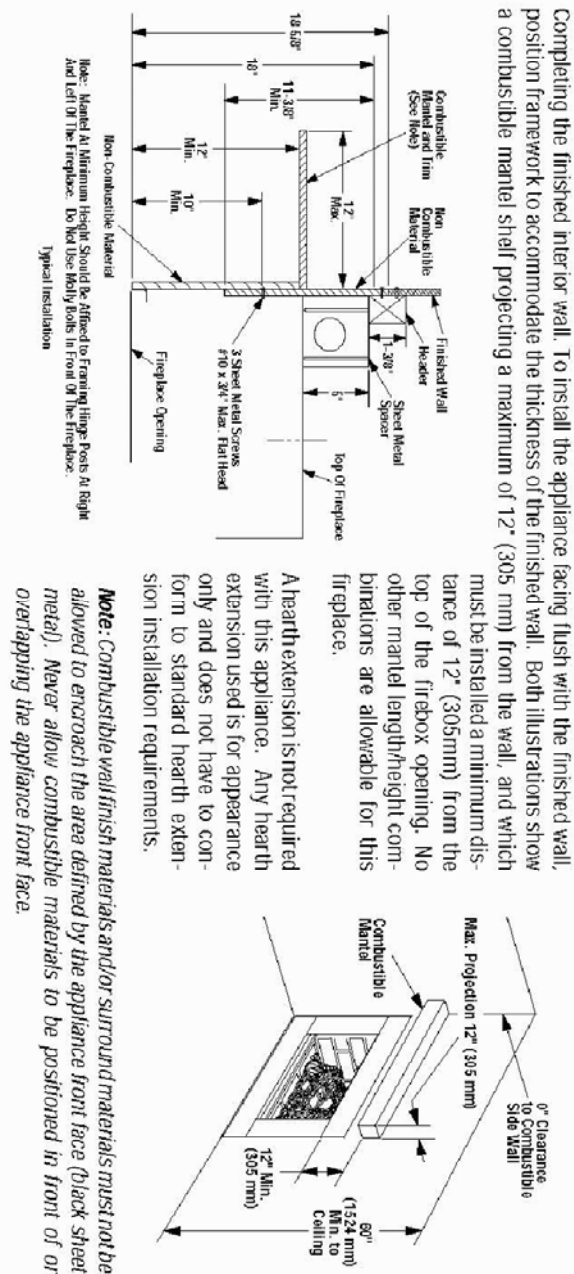 Completing the finished interior wall. To install the appliance facing flush with the finished wall,
position framework to accommodate the thickness of the finished wall. Both illustrations show
a combustible mantel shelf projecting a maximum of 12" (305 mm) from the wall, and which
must be installed a minimum dis-
tance of 12" (305mm) from the
top of the firebox opening. No
other mantel length/height com-
binations are allowable for this
fireplace.
A hearth extension is not required
with this appliance. Any hearth
extension used is for appearance
only and does not have to con-
form to standard hearth exten-
sion installation requirements.
Note: Combustible wall finish materials and/or surround materials must not be
allowed to encroach the area defined by the appliance front face (black sheet
metal). Never allow combustible materials to be positioned in front of or
overlapping the appliance front face.
18 5/8"
18"
11-3/8"
Min.
12"
Min.
10"
Min.
Combustible
Mantel and Trim
(See Note)
12"
Max.
Non
Combustible
Material
Finished Wall
Header
1-3/8"
Sheet Metal
Spacer
6"
Top Of Fireplace
3 Sheet Metal Screws
#10 x 3/4" Max. Flat Head
Fireplace Opening
Non-Combustible Material
Note: Mantel At Minimum Height Should Be Affixed to Framing Hinge Posts At Right
And Left Of The Fireplace. Do Not Use Molly Bolts In Front Of The Fireplace.
Typical Installation
0" Clearance
to Combustible
Side Wall
Max. Projection 12" (305 mm)
Combustible
Mantel
12" Min.
(305 mm)
60"
(1524 mm)
Min. to
Ceiling